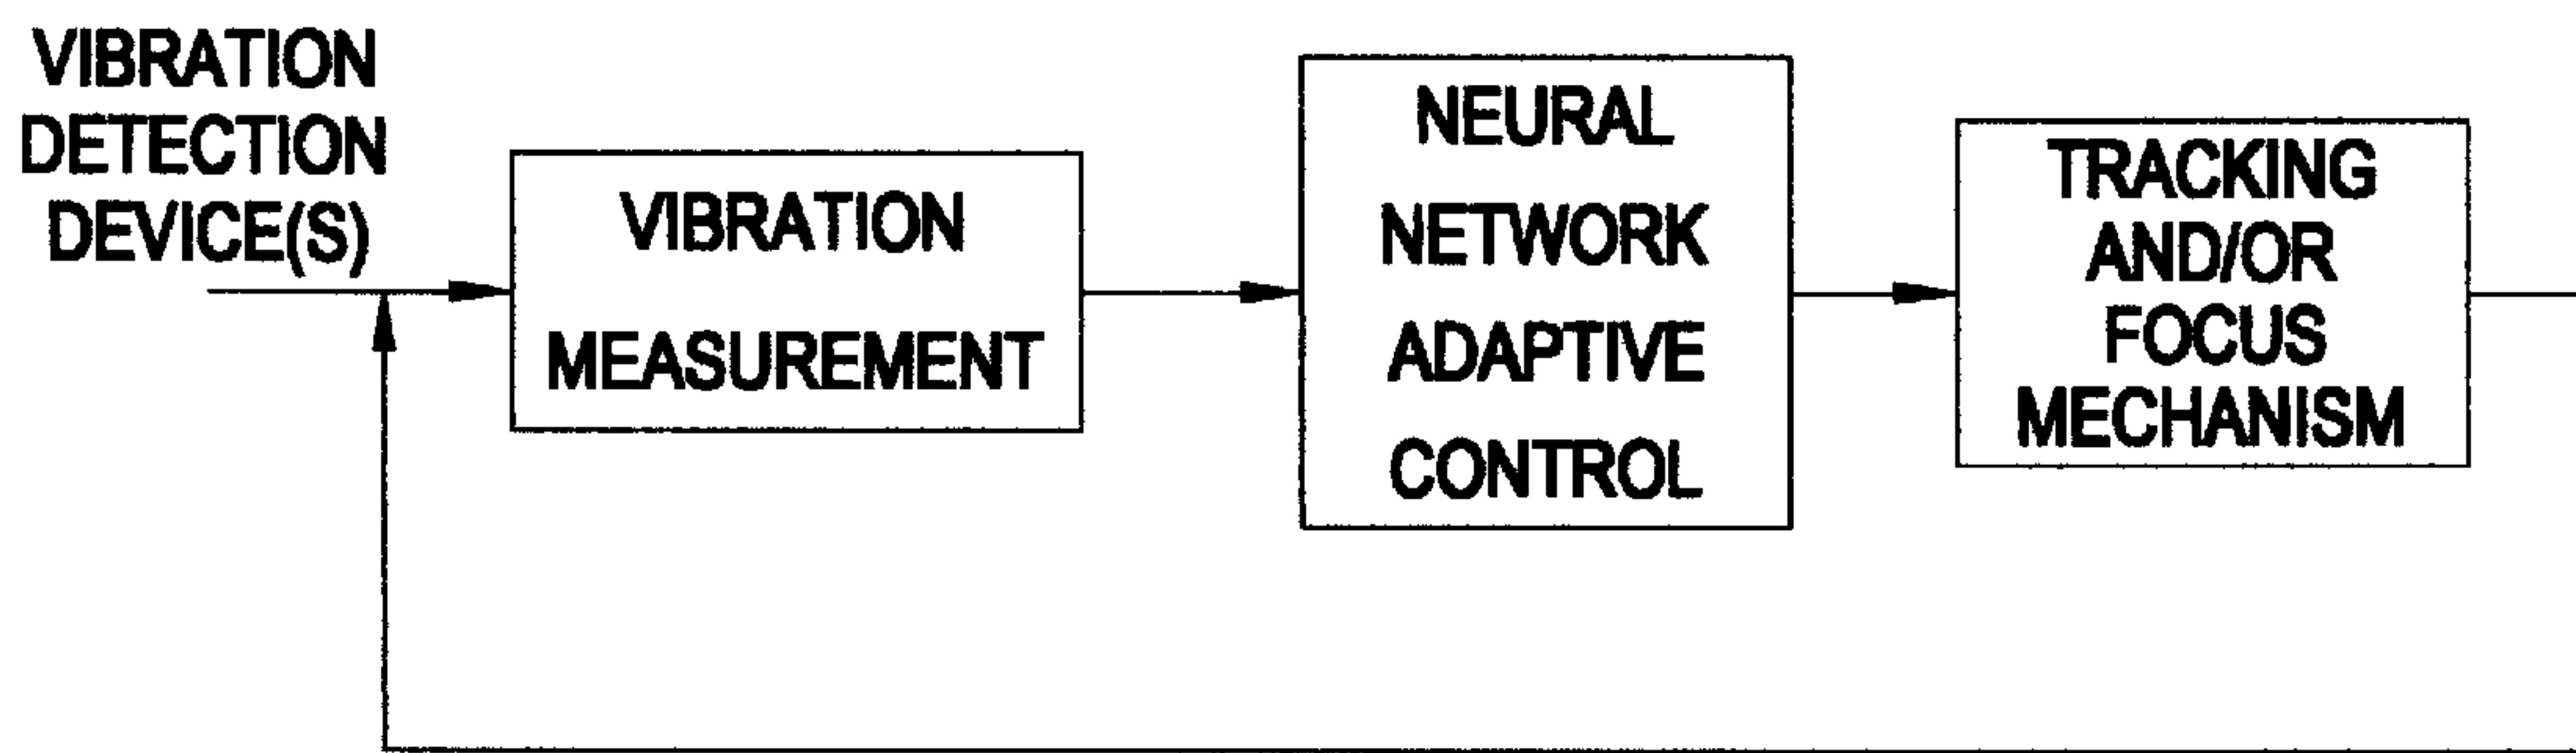 VIBRATION
DETECTION
DEVICE(S)
VIBRATION
MEASUREMENT
NEURAL
NETWORK
ADAPTIVE
CONTROL
TRACKING
AND/OR
FOCUS
MECHANISM